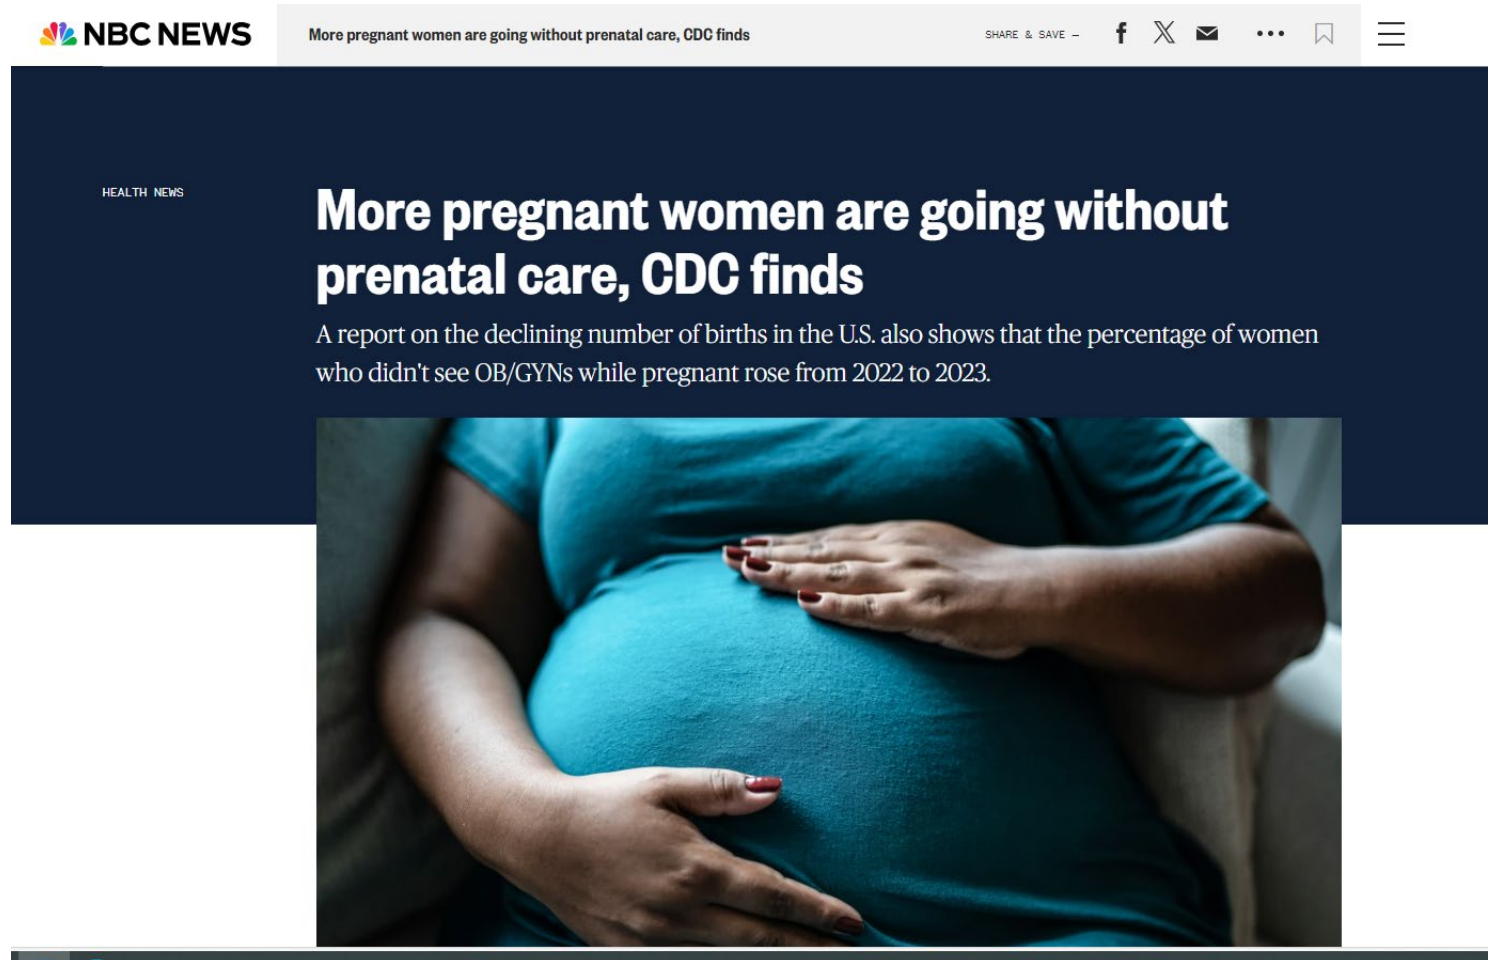 NBC NEWS
More pregnant women are going without prenatal care, CDC finds
SHARE & SAVE –
HEALTH NEWS
More pregnant women are going without
prenatal care, CDC finds
A report on the declining number of births in the U.S. also shows that the percentage of women
who didn't see OB/GYNs while pregnant rose from 2022 to 2023.